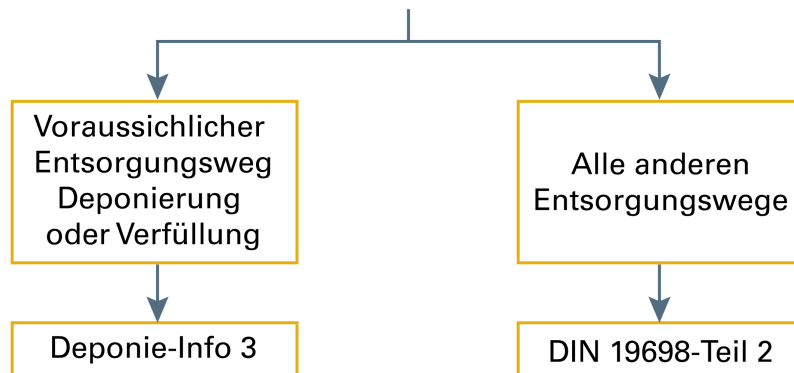 Voraussichlicher
Entsorgungsweg
Deponierung
oder Verfüllung
Alle anderen
Entsorgungswege
Deponie-Info 3
DIN 19698-Teil 2